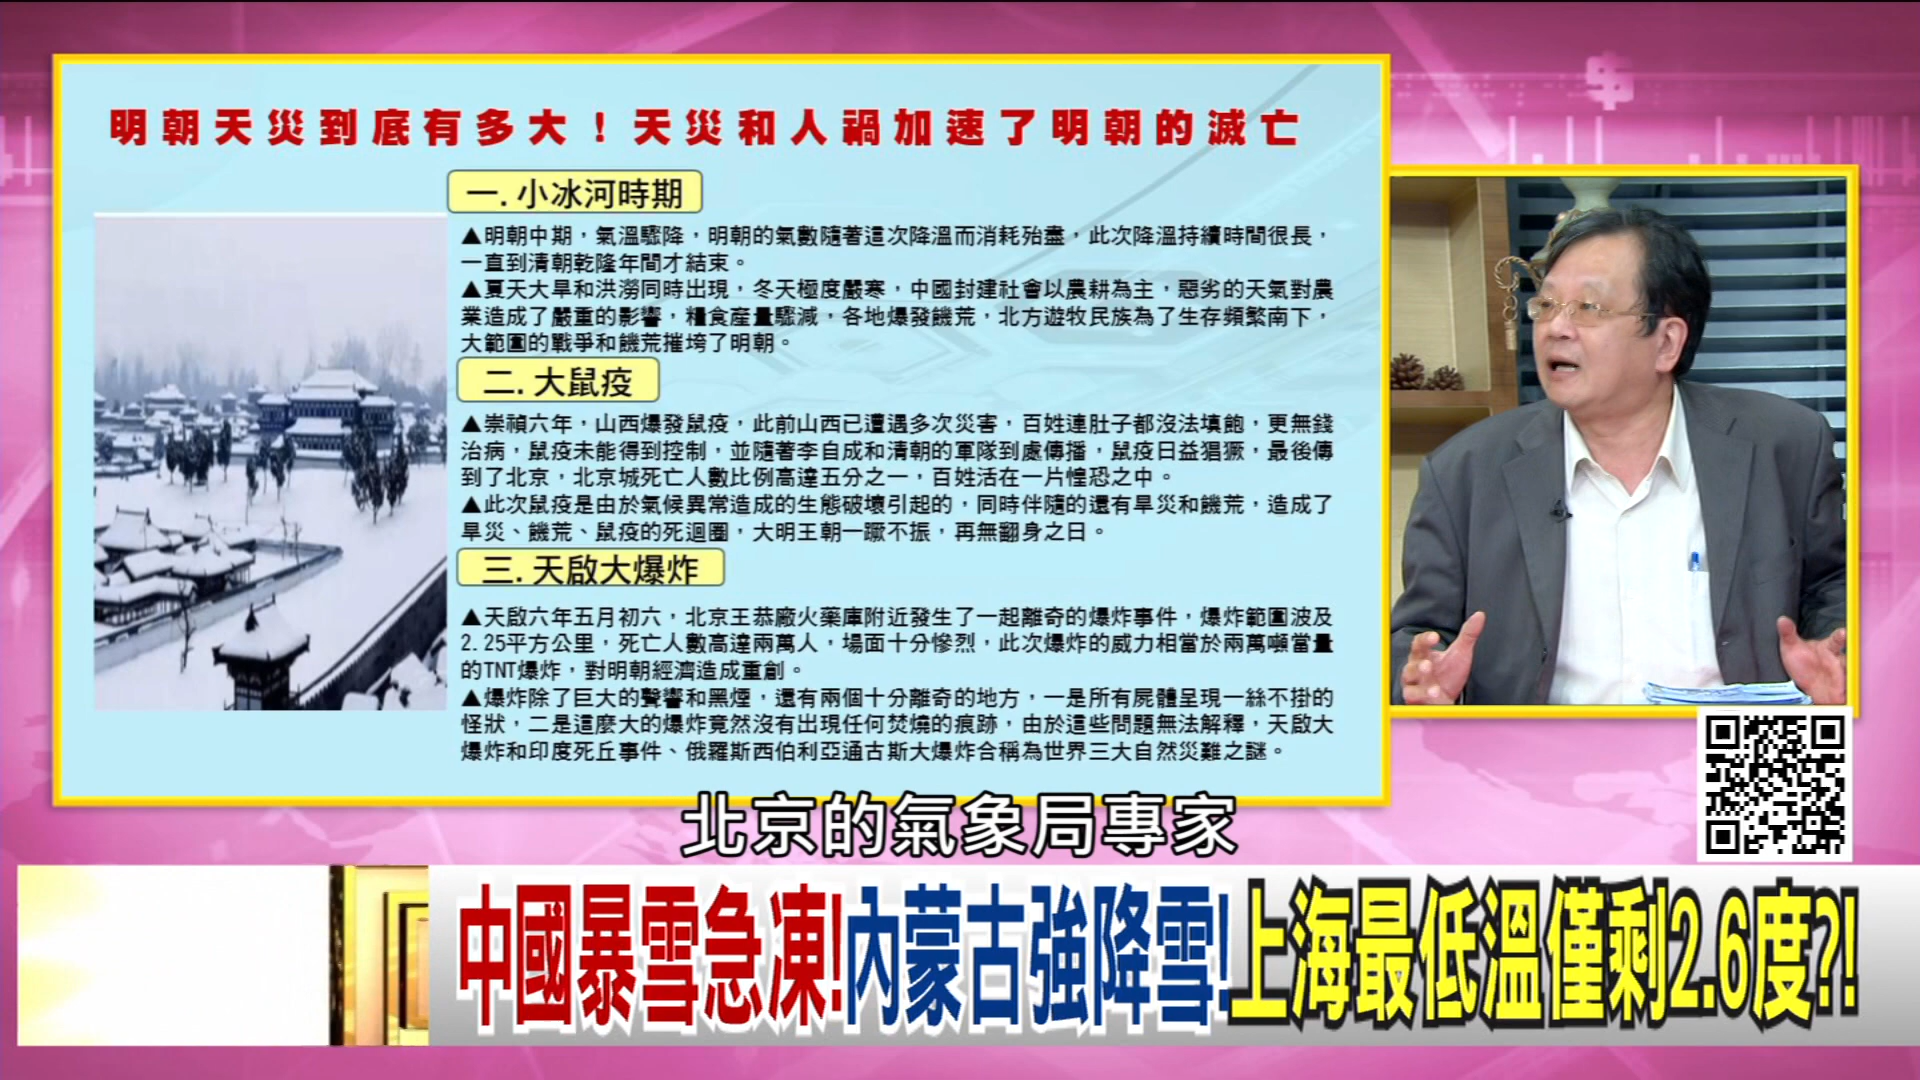 明朝天災到底有多大！天災和人禍加速了明朝的滅亡
一.小冰河時期
▲明朝中期，氣溫驟降，明朝的氣數隨著這次降溫而消耗殆盡，此次降溫持續時間很長，
一直到清朝乾隆年間才結束。
▲夏天大旱和洪澇同時出現，冬天極度嚴寒，中國封建社會以農耕為主，惡劣的天氣對農
業造成了嚴重的影響，糧食產量驟減，各地爆發饑荒，北方遊牧民族為了生存頻繁南下，
大範圍的戰爭和饑荒摧垮了明朝。
二.大鼠疫
▲崇禎六年，山西爆發鼠疫，此前山西已遭遇多次災害，百姓連肚子都沒法填飽，更無錢
治病，鼠疫未能得到控制，並隨著李自成和清朝的軍隊到處傳播，鼠疫日益猖獗，最後傳
到了北京，北京城死亡人數比例高達五分之一，百姓活在一片惶恐之中。
▲此次鼠疫是由於氣候異常造成的生態破壞引起的，同時伴隨的還有旱災和饑荒，造成了
旱災、饑荒、鼠疫的死迴圈，大明王朝一蹶不振，再無翻身之日。
三.天啟大爆炸
▲天啟六年五月初六，北京王恭廠火藥庫附近發生了一起離奇的爆炸事件，爆炸範圍波及
2.25平方公里，死亡人數高達兩萬人，場面十分慘烈，此次爆炸的威力相當於兩萬噸當量
的TNT爆炸，對明朝經濟造成重創。
▲爆炸除了巨大的聲響和黑煙，還有兩個十分離奇的地方，一是所有屍體呈現一絲不掛的
怪狀，二是這麼大的爆炸竟然沒有出現任何焚燒的痕跡，由於這些問題無法解釋，天啟大
爆炸和印度死丘事件、俄羅斯西伯利亞通古斯大爆炸合稱為世界三大自然災難之謎。
北京的氣象局專家
中國暴雪急凍!內蒙古強降雪!上海最低溫僅剩2.6度?!